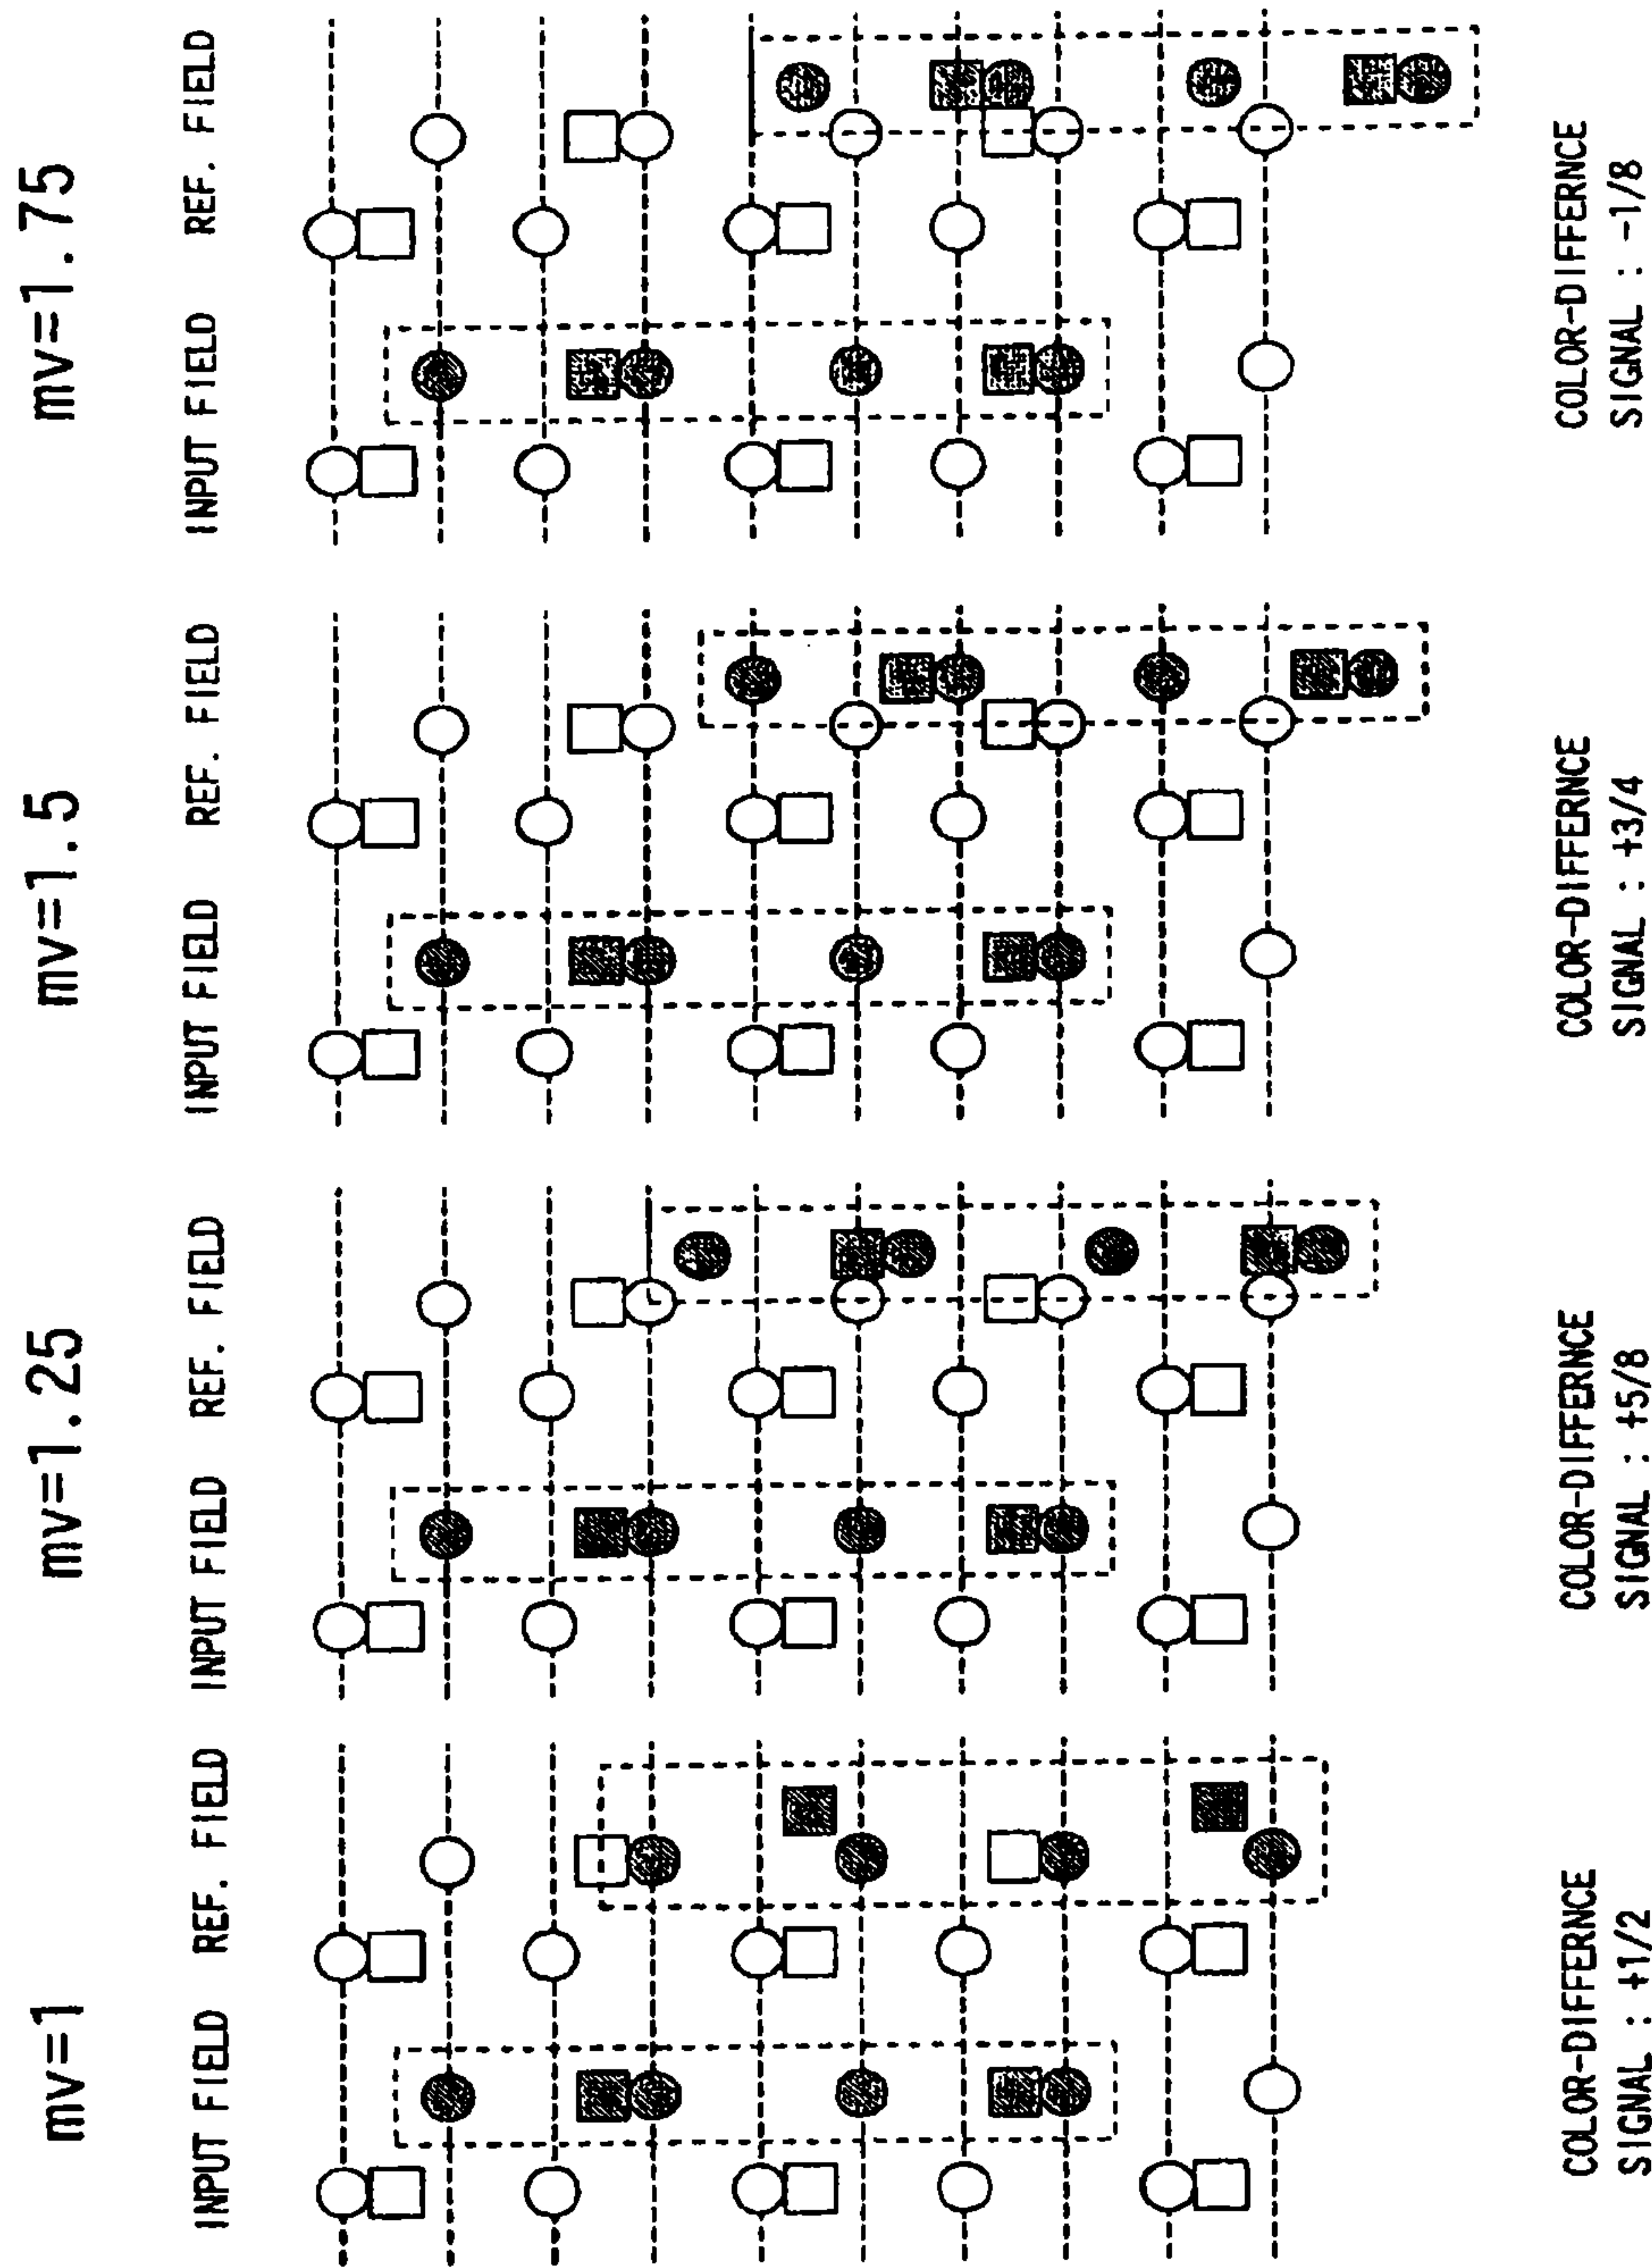 mv=1
INPUT FIELD REF. FIELD
COLOR-DIFFERNCE
SIGNAL : +1/2
mv=1.25
INPUT FIELD REF. FIELD
COLOR-DIFFERNCE
SIGNAL : +5/8
mv=1.5
INPUT FIELD REF. FIELD
COLOR-DIFFERNCE
SIGNAL : +3/4
mv=1.75
INPUT FIELD REF. FIELD
COLOR-DIFFERNCE
SIGNAL : -1/8